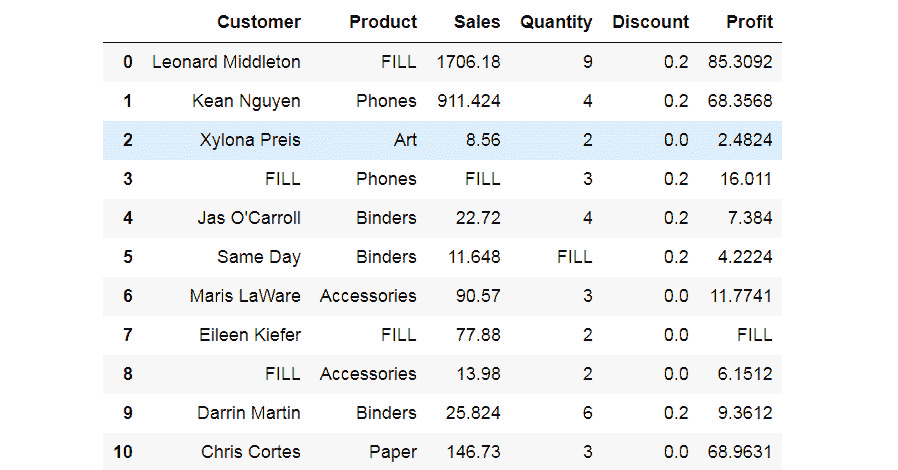 Customer Product Sales Quantity Discount Profit
0 Leonard Middleton FILL 1706.18 9 0.2 85.3092
1 Kean Nguyen Phones 911.424 4 0.2 68.3568
2 Xylona Preis Art 8.56 2 0.0 2.4824
3 FILL Phones FILL 3 0.2 16.011
4 Jas O'Carroll Binders 22.72 4 0.2 7.384
5 Same Day Binders 11.648 FILL 0.2 4.2224
6 Maris LaWare Accessories 90.57 3 0.0 11.7741
7 Eileen Kiefer FILL 77.88 2 0.0 FILL
8 FILL Accessories 13.98 2 0.0 6.1512
9 Darrin Martin Binders 25.824 6 0.2 9.3612
10 Chris Cortes Paper 146.73 3 0.0 68.9631